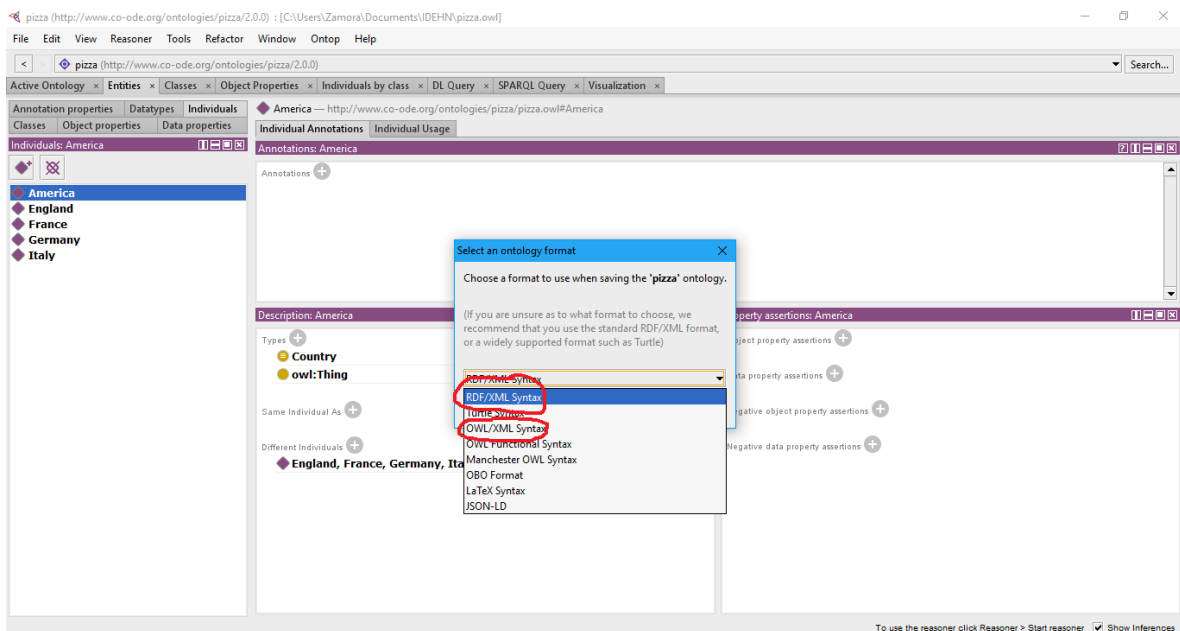 pizza (http://www.co-ode.org/ontologies/pizza/2.0.0) : [C:\Users\Zamora\Documents\IDEHN\pizza.owl]
File Edit View Reasoner Tools Refactor Window Ontop Help
< > pizza (http://www.co-ode.org/ontologies/pizza/2.0.0) Search...
Active Ontology × Entities × Classes × Object Properties × Individuals by class × DL Query × SPARQL Query × Visualization ×
Annotation properties Datatypes Individuals
Classes Object properties Data properties
America — http://www.co-ode.org/ontologies/pizza/pizza.owl#America
Individual Annotations Individual Usage
Individuals: America
America
England
France
Germany
Italy
Annotations: America
Annotations
Select an ontology format
Choose a format to use when saving the 'pizza' ontology.
(If you are unsure as to what format to choose, we
recommend that you use the standard RDF/XML format,
or a widely supported format such as Turtle)
RDF/XML Syntax
RDF/XML Syntax
Turtle Syntax
OWL/XML Syntax
OWL Functional Syntax
Manchester OWL Syntax
OBO Format
LaTeX Syntax
JSON-LD
Description: America
Types
Country
owl:Thing
Same Individual As
Different Individuals
England, France, Germany, Ita
operty assertions: America
oject property assertions
ata property assertions
egative object property assertions
Negative data property assertions
To use the reasoner click Reasoner > Start reasoner Show Inferences